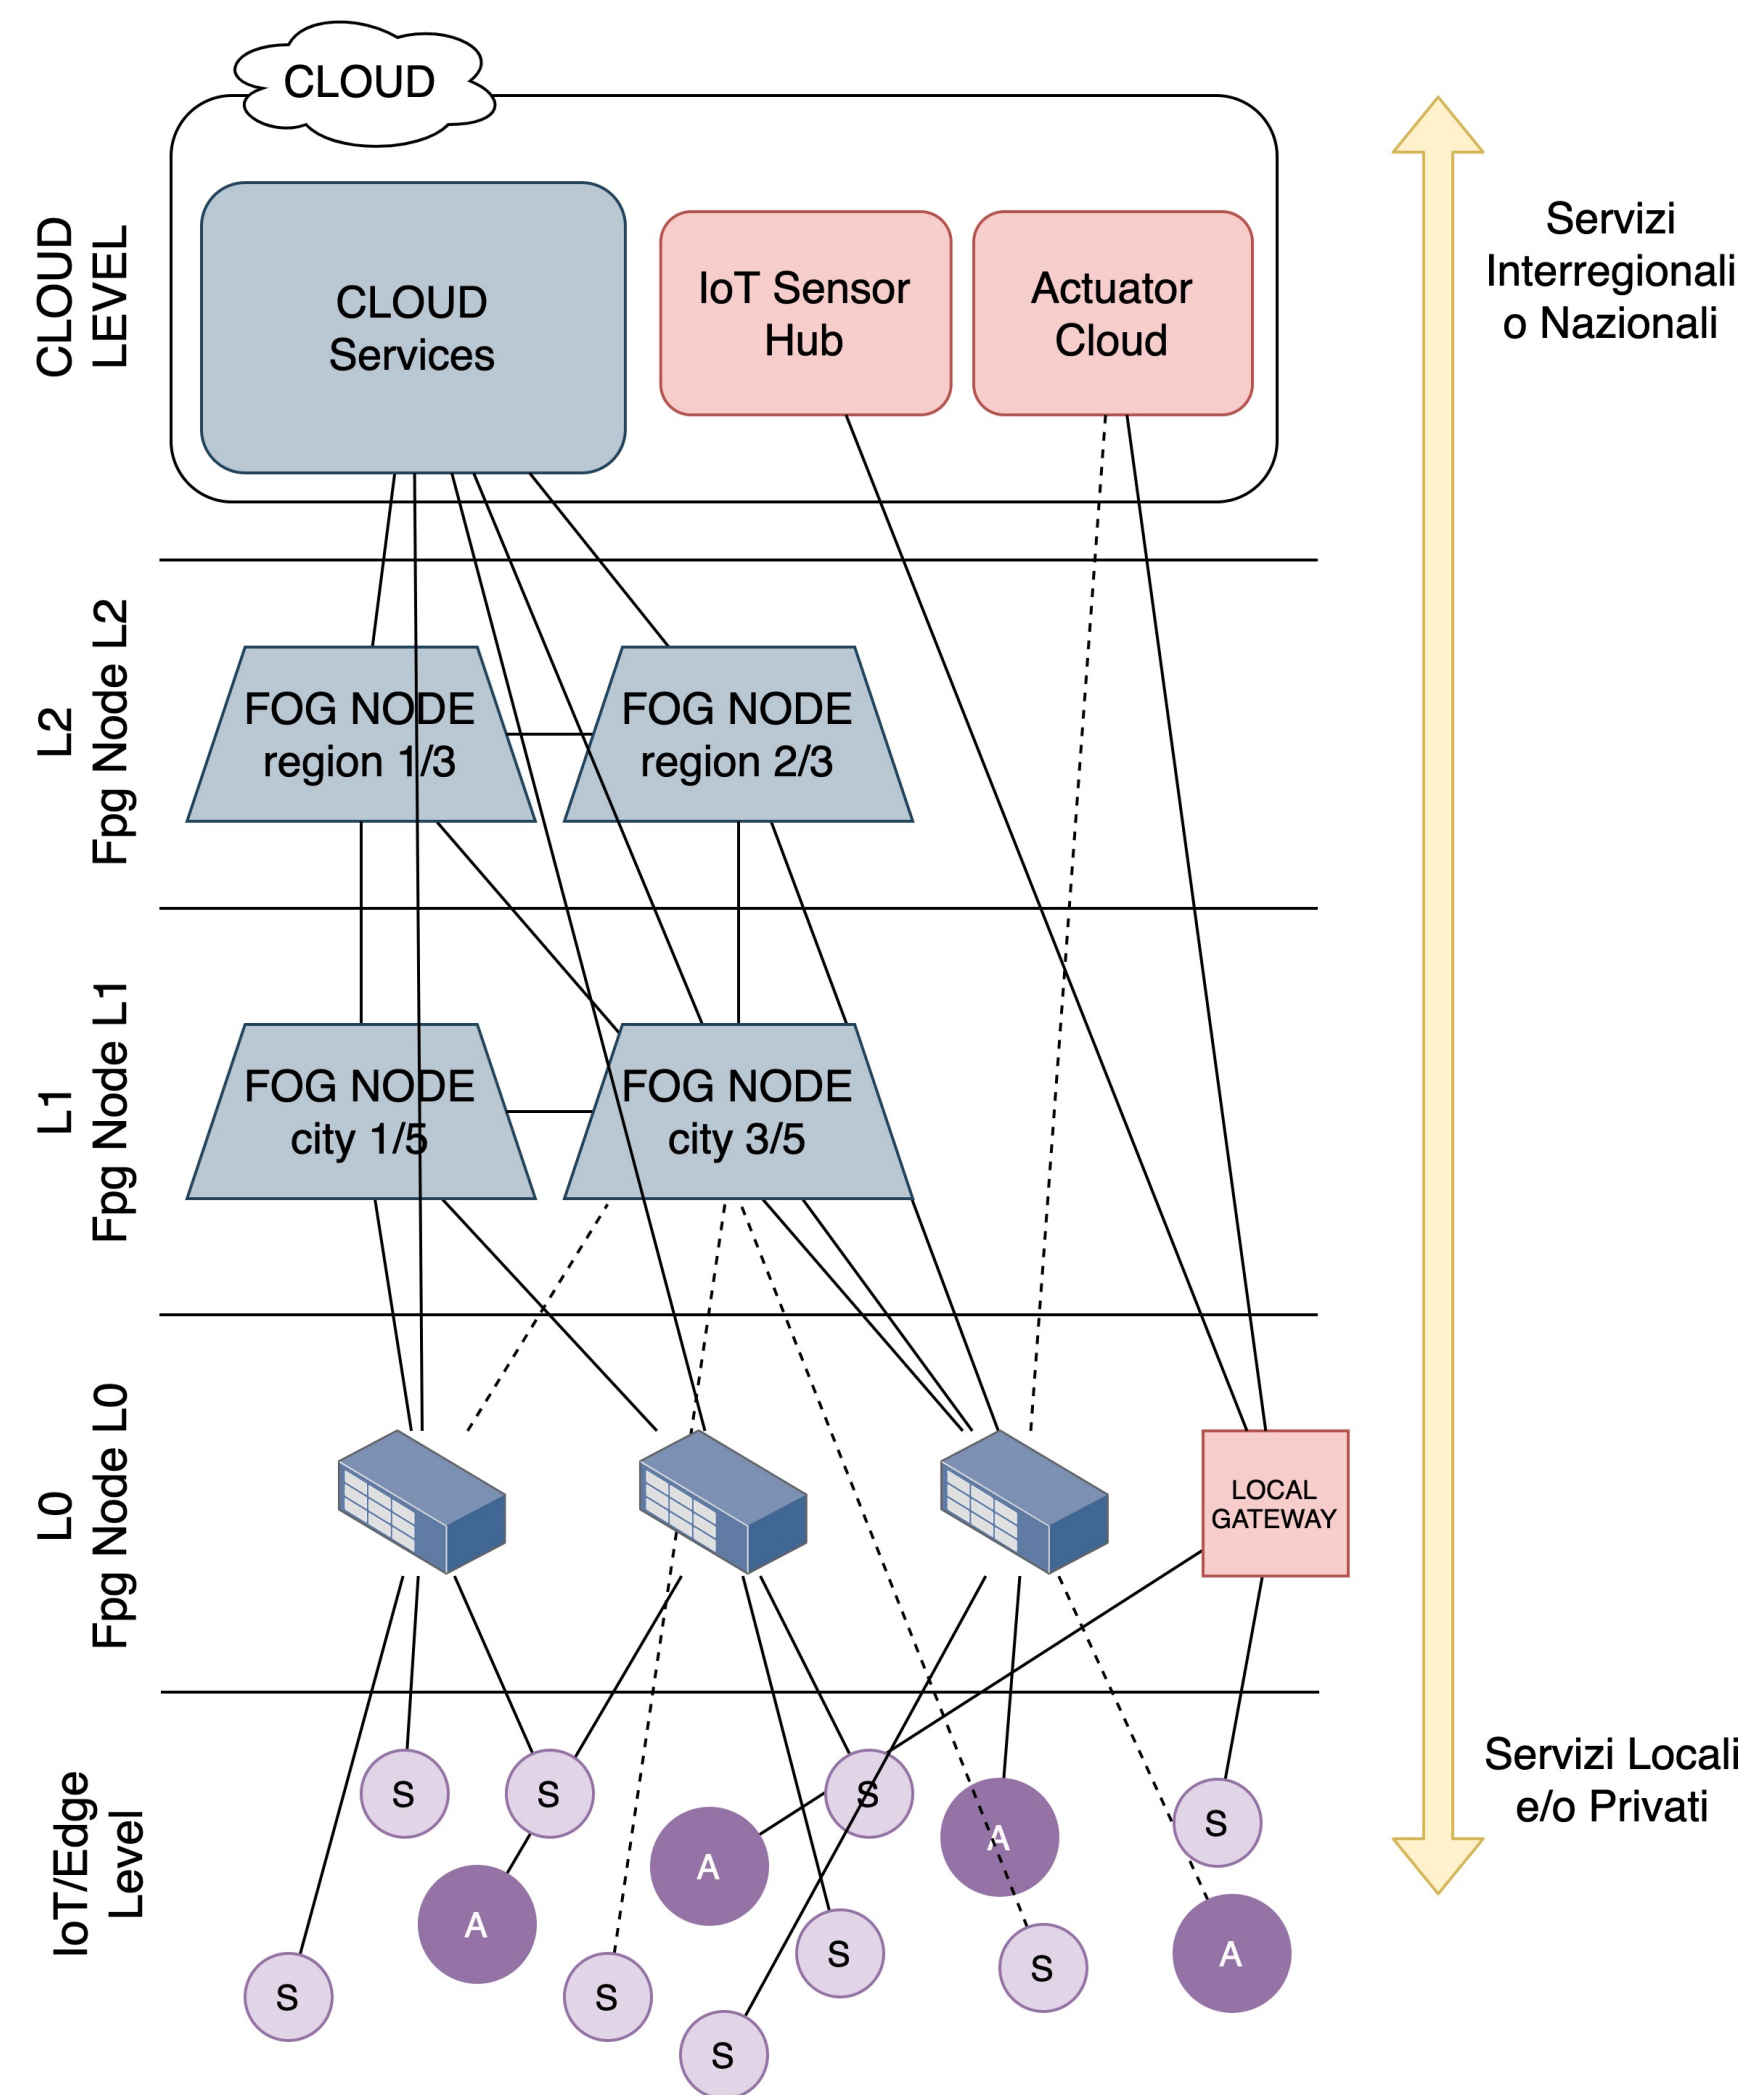 CLOUD
CLOUD
LEVEL
CLOUD
Services
IoT Sensor
Hub
Actuator
Cloud
Servizi
Interregionali
o Nazionali
L2
Fpg Node L2
FOG NODE
region 1/3
FOG NODE
region 2/3
L1
Fpg Node L1
FOG NODE
city 1/5
FOG NODE
city 3/5
L0
Fpg Node L0
LOCAL
GATEWAY
IoT/Edge
Level
Servizi Locali
e/o Privati
S
S
S
A
S
A
A
S
A
S
S
S
S